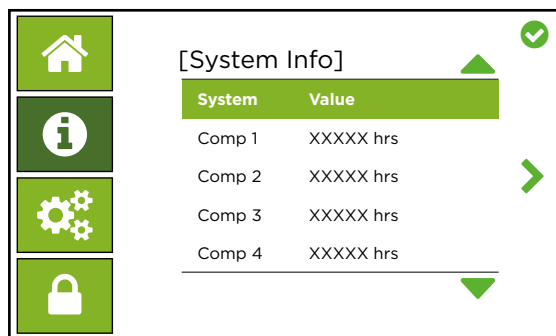 [System Info]
System Value
Comp 1 XXXXX hrs
Comp 2 XXXXX hrs
Comp 3 XXXXX hrs
Comp 4 XXXXX hrs